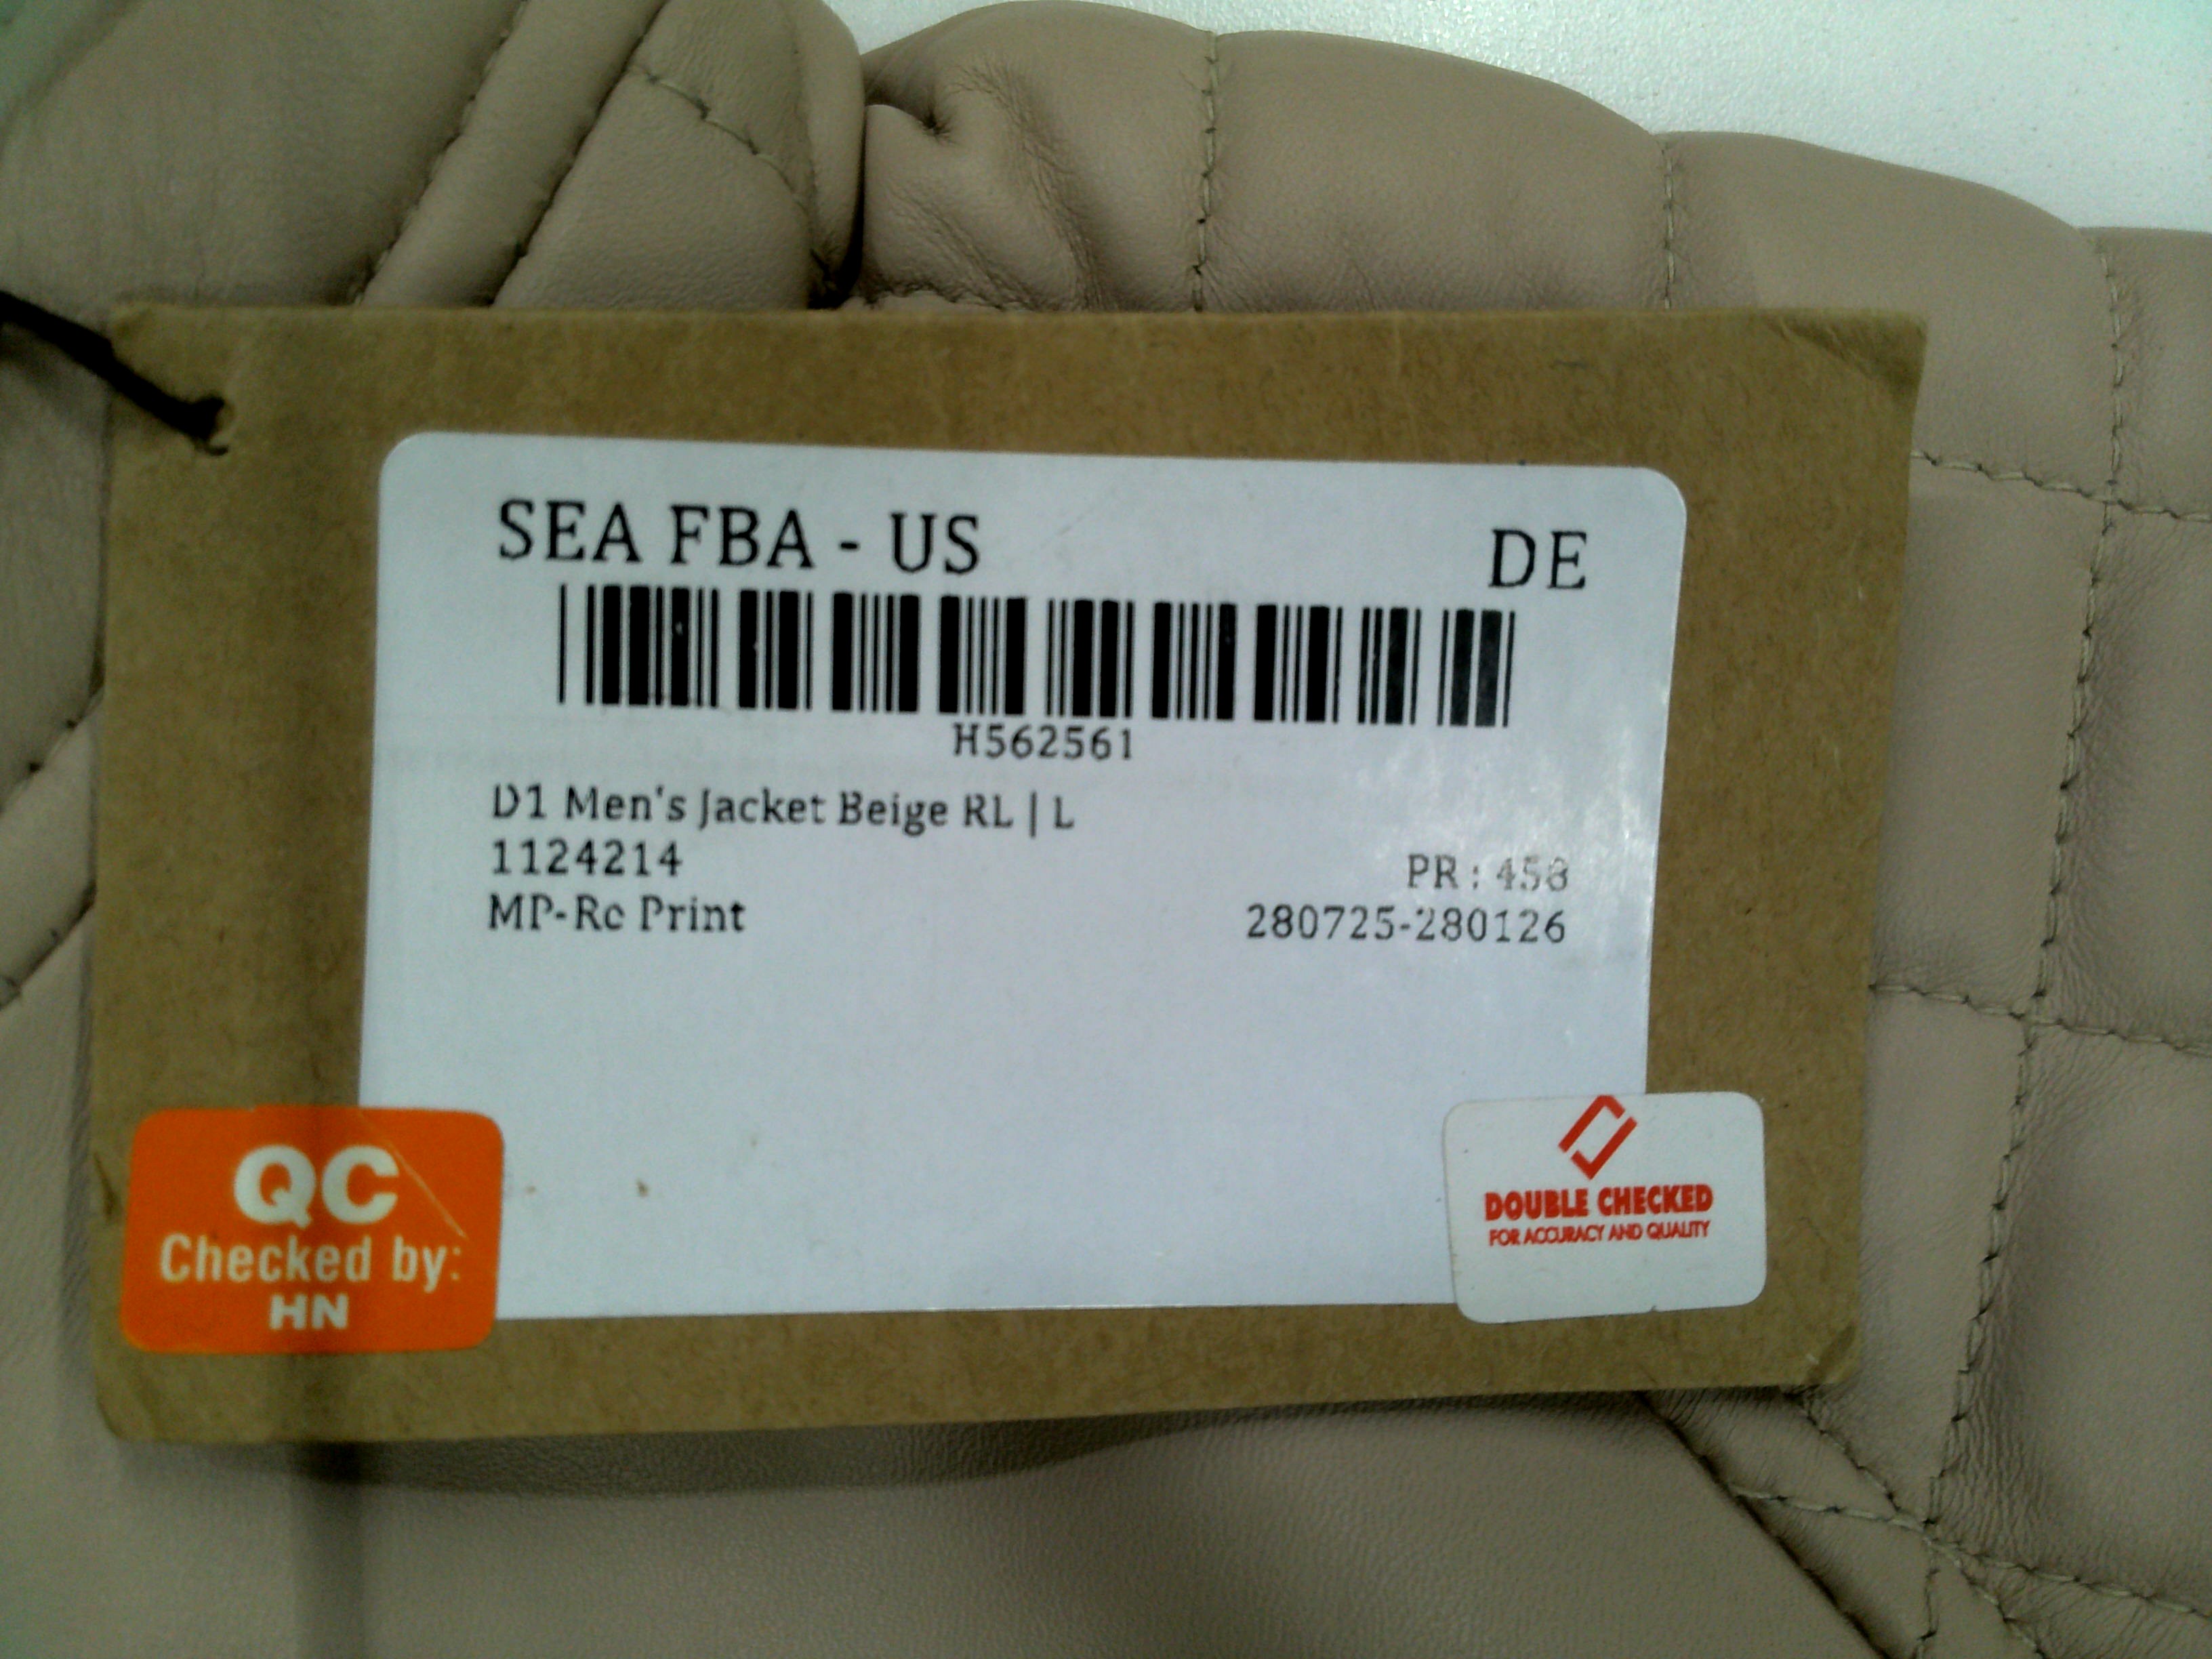 SEA FBA - US DE
H562561
D1 Men's Jacket Beige RL | L
1124214
PR : 458
MP-Re Print
280725-280126
QC
Checked by:
HN
DOUBLE CHECKED
FOR ACCURACY AND QUALITY